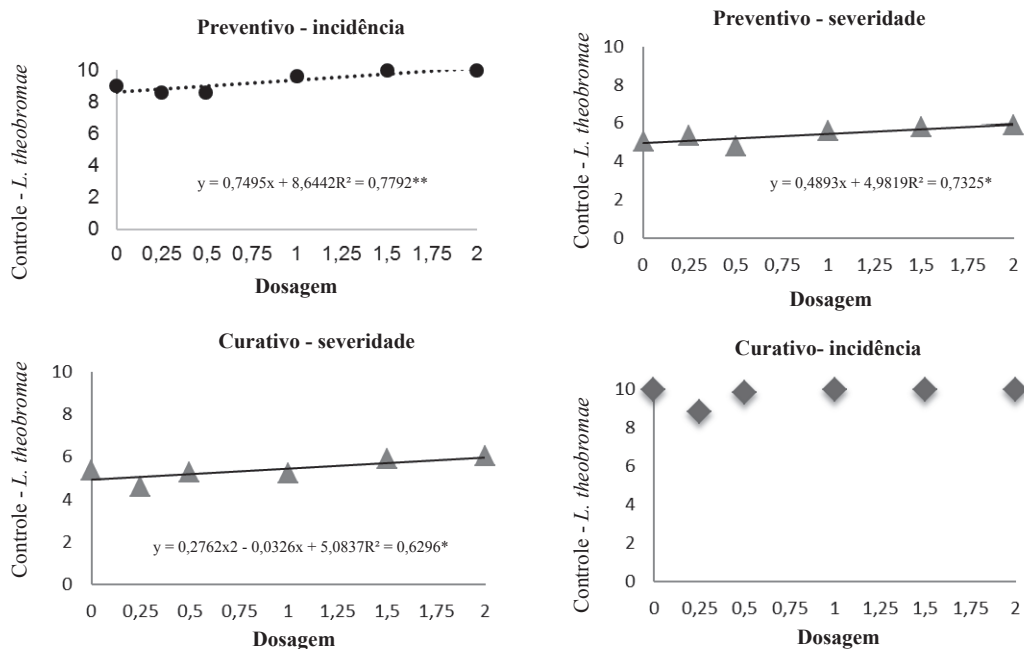 Preventivo - incidência
Controle - L. theobromae
10
8
6
4
2
0
y = 0,7495x + 8,6442R² = 0,7792**
0 0,25 0,5 0,75 1 1,25 1,5 1,75 2
Dosagem
Preventivo - severidade
Controle - L. theobromae
10
8
6
4
2
0
y = 0,4893x + 4,9819R² = 0,7325*
0 0,25 0,5 0,75 1 1,25 1,5 1,75 2
Dosagem
Curativo - severidade
Controle - L. theobromae
10
8
6
4
2
0
y = 0,2762x2 - 0,0326x + 5,0837R² = 0,6296*
0 0,25 0,5 0,75 1 1,25 1,5 1,75 2
Dosagem
Curativo- incidência
Controle - L. theobromae
10
8
6
4
2
0
0 0,25 0,5 0,75 1 1,25 1,5 1,75 2
Dosagem